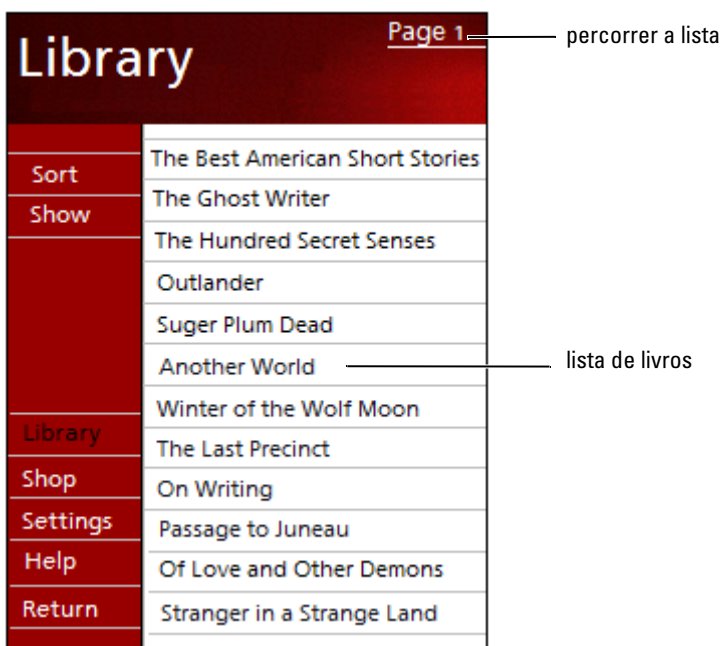 Page 1
percorrer a lista
Library
Sort
Show
Library
Shop
Settings
Help
Return
The Best American Short Stories
The Ghost Writer
The Hundred Secret Senses
Outlander
Suger Plum Dead
Another World
lista de livros
Winter of the Wolf Moon
The Last Precinct
On Writing
Passage to Juneau
Of Love and Other Demons
Stranger in a Strange Land